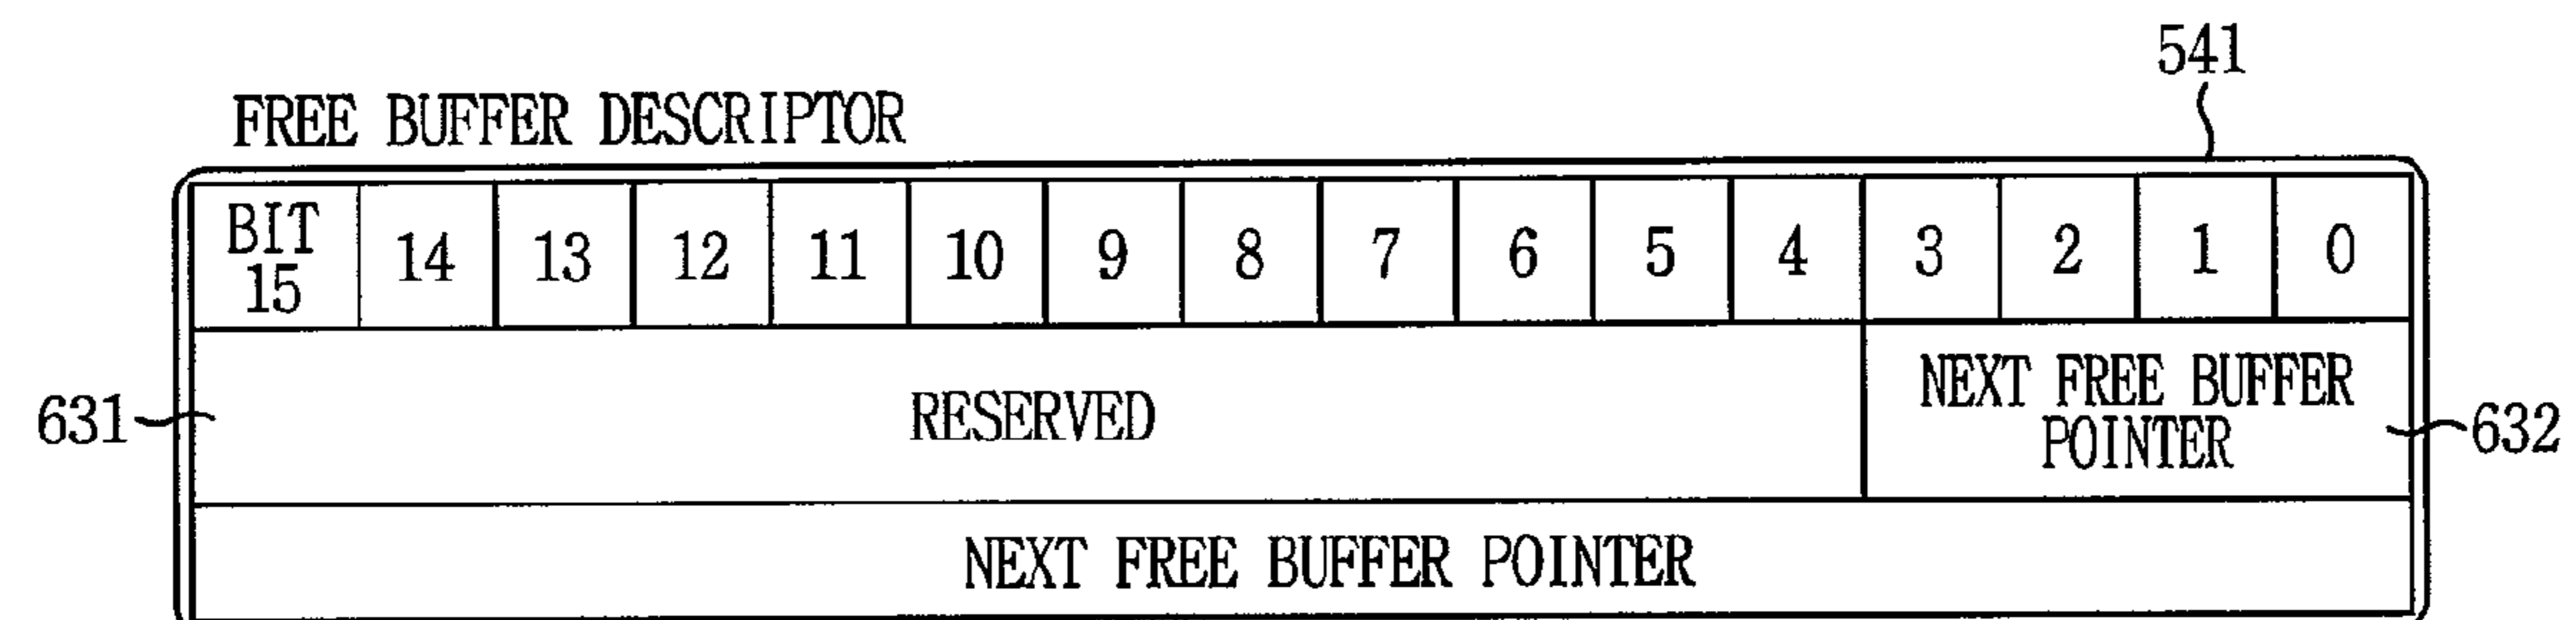 541
FREE BUFFER DESCRIPTOR
BIT 15 14 13 12 11 10 9 8 7 6 5 4 3 2 1 0
631 RESERVED NEXT FREE BUFFER POINTER 632
NEXT FREE BUFFER POINTER